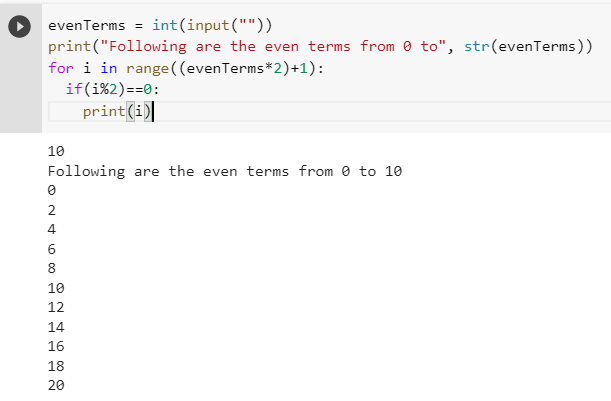 evenTerms = int(input(""))
print("Following are the even terms from 0 to", str(evenTerms))
for i in range((evenTerms*2)+1):
  if(i%2)==0:
    print(i)
10
Following are the even terms from 0 to 10
0
2
4
6
8
10
12
14
16
18
20